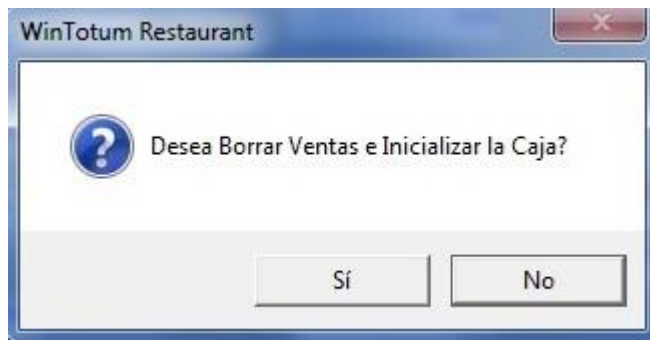 WinTotum Restaurant
Desea Borrar Ventas e Inicializar la Caja?
Sí
No